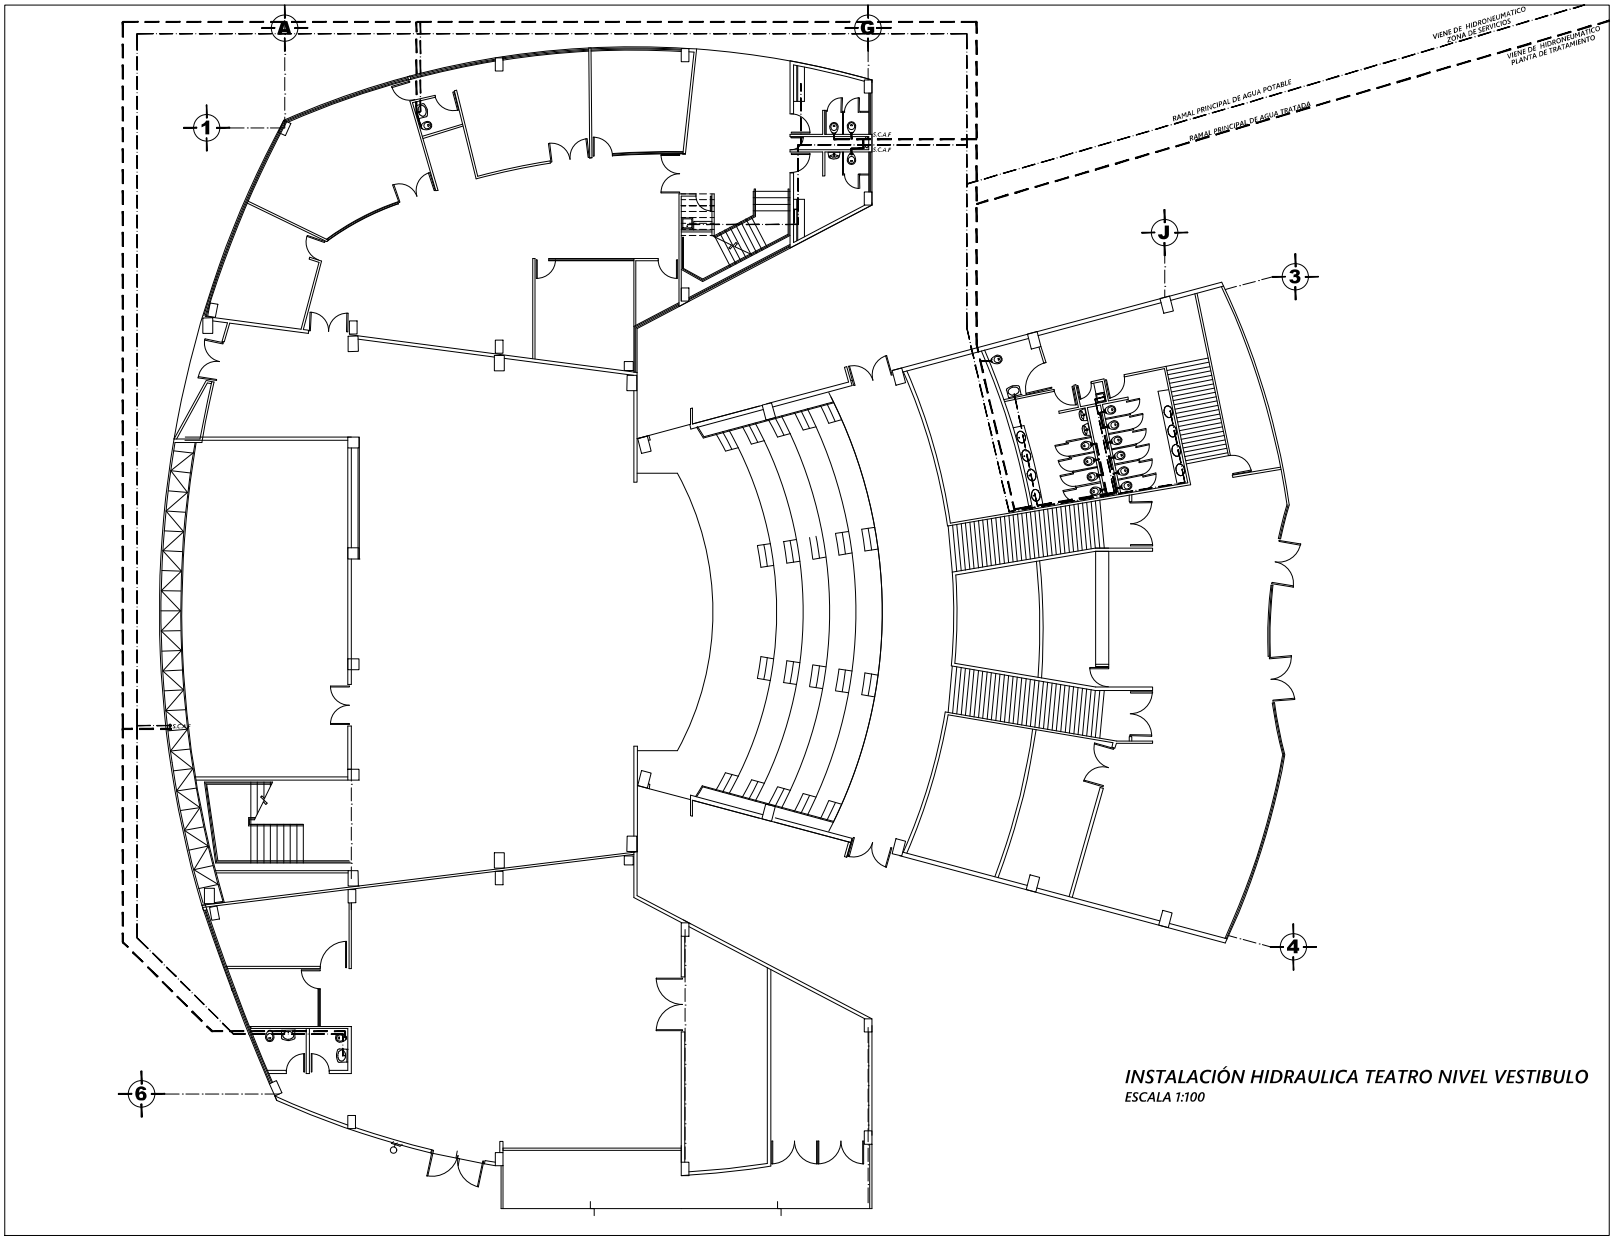 VIENE DE HIDRONEUMATICO
ZONA DE SERVICIOS
VIENE DE HIDRONEUMATICO
PLANTA DE TRATAMIENTO
A
G
RAMAL PRINCIPAL DE AGUA POTABLE
RAMAL PRINCIPAL DE AGUA TRATADA
1
S.C.A.F
S.C.A.F
J
3
S.C.A.F
4
INSTALACIÓN HIDRAULICA TEATRO NIVEL VESTIBULO
ESCALA 1:100
6